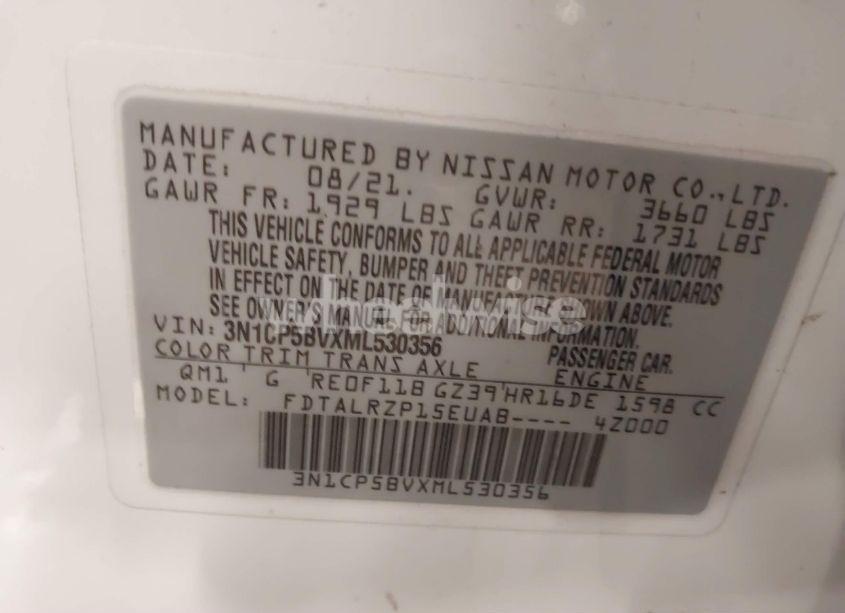 MANUFACTURED BY NISSAN MOTOR CO.,LTD.
DATE: 08/21. GVWR: 3660 LBS
GAWR FR: 1929 LBS GAWR RR: 1731 LBS
THIS VEHICLE CONFORMS TO ALL APPLICABLE FEDERAL MOTOR
VEHICLE SAFETY, BUMPER AND THEFT PREVENTION STANDARDS
IN EFFECT ON THE DATE OF MANUFACTURE SHOWN ABOVE.
SEE OWNER'S MANUAL FOR ADDITIONAL INFORMATION.
VIN: 3N1CP5BVXML530356 PASSENGER CAR.
COLOR TRIM TRANS AXLE ENGINE
QM1 G RE0F11B GZ39 HR16DE 1598 CC
MODEL: FDTALRZP15EUAB---- 4Z000
3N1CP5BVXML530356
wheelwise